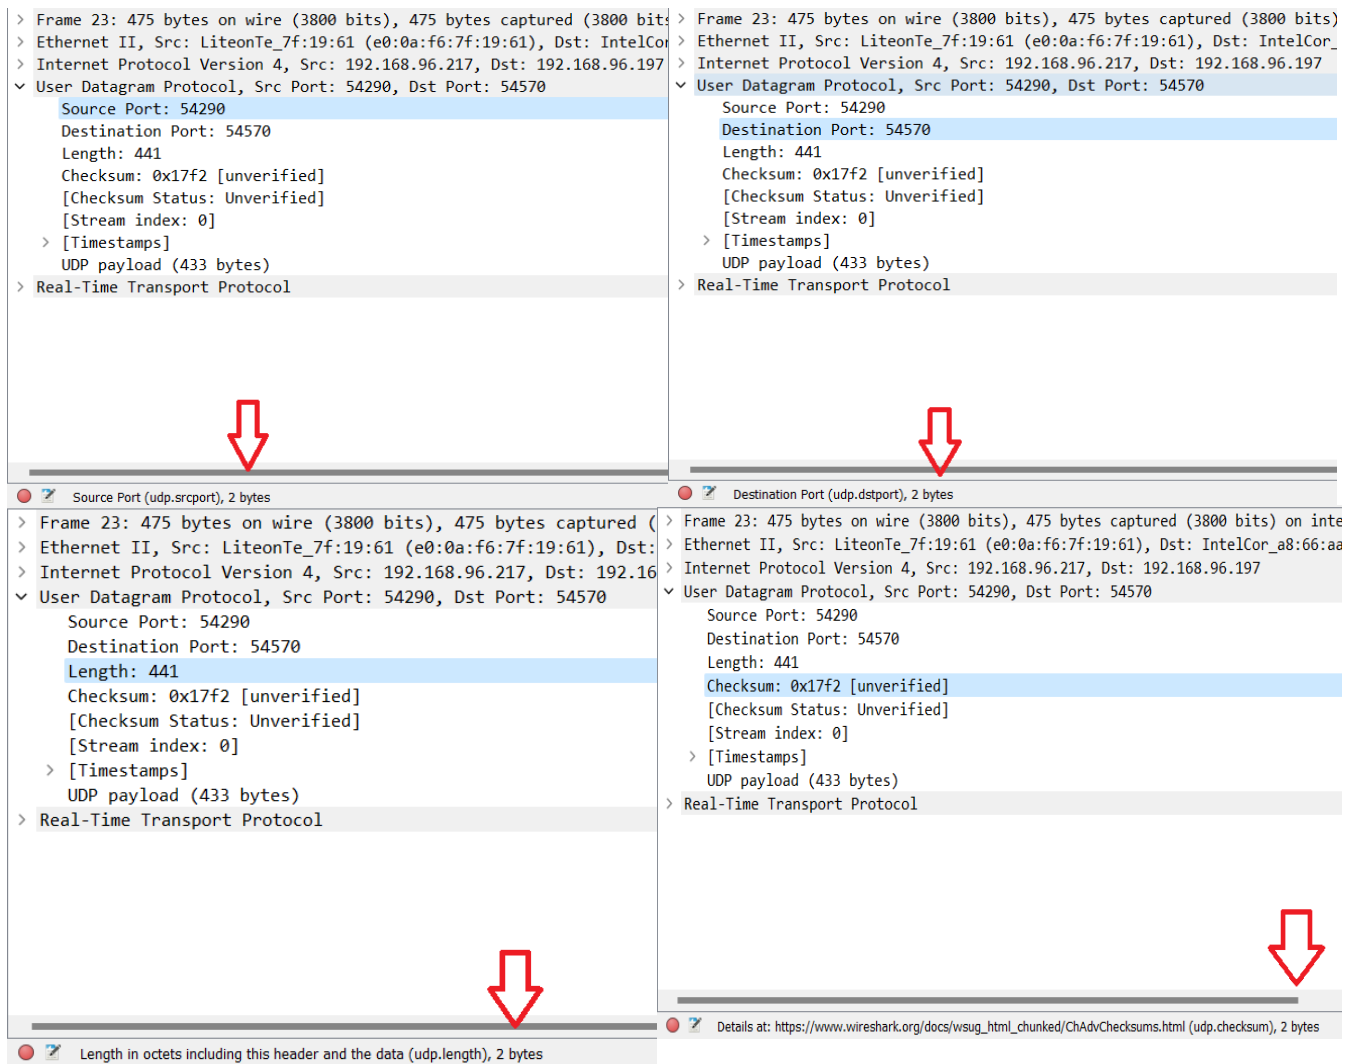 Frame 23: 475 bytes on wire (3800 bits), 475 bytes captured (3800 bits
Ethernet II, Src: LiteonTe_7f:19:61 (e0:0a:f6:7f:19:61), Dst: IntelCor
Internet Protocol Version 4, Src: 192.168.96.217, Dst: 192.168.96.197
User Datagram Protocol, Src Port: 54290, Dst Port: 54570
Source Port: 54290
Destination Port: 54570
Length: 441
Checksum: 0x17f2 [unverified]
[Checksum Status: Unverified]
[Stream index: 0]
[Timestamps]
UDP payload (433 bytes)
Real-Time Transport Protocol
Source Port (udp.srcport), 2 bytes
Frame 23: 475 bytes on wire (3800 bits), 475 bytes captured (3800 bits)
Ethernet II, Src: LiteonTe_7f:19:61 (e0:0a:f6:7f:19:61), Dst: IntelCor_
Internet Protocol Version 4, Src: 192.168.96.217, Dst: 192.168.96.197
User Datagram Protocol, Src Port: 54290, Dst Port: 54570
Source Port: 54290
Destination Port: 54570
Length: 441
Checksum: 0x17f2 [unverified]
[Checksum Status: Unverified]
[Stream index: 0]
[Timestamps]
UDP payload (433 bytes)
Real-Time Transport Protocol
Destination Port (udp.dstport), 2 bytes
Frame 23: 475 bytes on wire (3800 bits), 475 bytes captured (
Ethernet II, Src: LiteonTe_7f:19:61 (e0:0a:f6:7f:19:61), Dst:
Internet Protocol Version 4, Src: 192.168.96.217, Dst: 192.16
User Datagram Protocol, Src Port: 54290, Dst Port: 54570
Source Port: 54290
Destination Port: 54570
Length: 441
Checksum: 0x17f2 [unverified]
[Checksum Status: Unverified]
[Stream index: 0]
[Timestamps]
UDP payload (433 bytes)
Real-Time Transport Protocol
Length in octets including this header and the data (udp.length), 2 bytes
Frame 23: 475 bytes on wire (3800 bits), 475 bytes captured (3800 bits) on inte
Ethernet II, Src: LiteonTe_7f:19:61 (e0:0a:f6:7f:19:61), Dst: IntelCor_a8:66:aa
Internet Protocol Version 4, Src: 192.168.96.217, Dst: 192.168.96.197
User Datagram Protocol, Src Port: 54290, Dst Port: 54570
Source Port: 54290
Destination Port: 54570
Length: 441
Checksum: 0x17f2 [unverified]
[Checksum Status: Unverified]
[Stream index: 0]
[Timestamps]
UDP payload (433 bytes)
Real-Time Transport Protocol
Details at: https://www.wireshark.org/docs/wsug_html_chunked/ChAdvChecksums.html (udp.checksum), 2 bytes